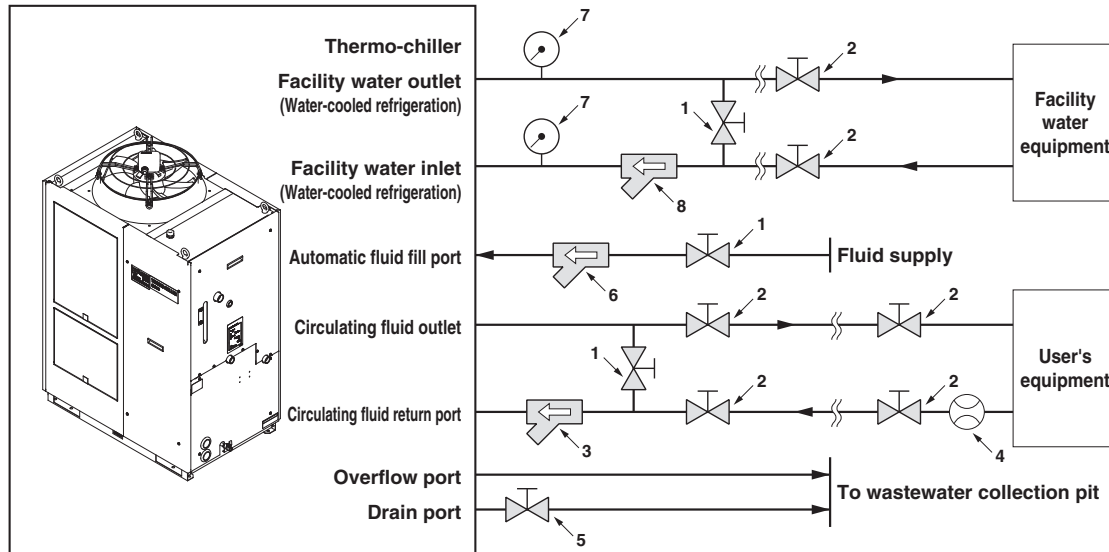 7
Thermo-chiller
2
Facility water outlet
(Water-cooled refrigeration)
7
1
Facility
water
equipment
2
Facility water inlet
(Water-cooled refrigeration)
8
1
Automatic fluid fill port
Fluid supply
6
2
2
Circulating fluid outlet
1
User's
equipment
2
2
Circulating fluid return port
3
4
Overflow port
To wastewater collection pit
Drain port
5